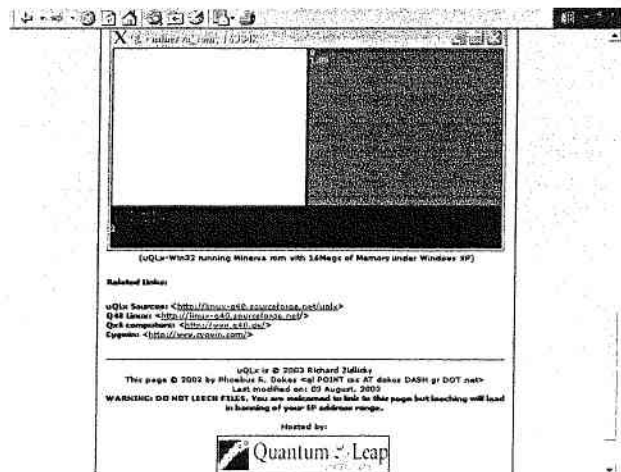 (uQLx-Win32 running Minerva rom with 16Megs of Memory under Windows XP)
Related Links:
uQLx Sources: <http://linux-q40.sourceforge.net/uqlx>
Q40 Linux: <http://linux-q40.sourceforge.net/>
Qx0 computers: <http://www.q40.de/>
Cygwin: <http://www.cygwin.com/>
uQLx is © 2003 Richard Zidlicky
This page © 2002 by Phoebus R. Dokos <ql POINT AT dokos DASH gr DOT net>
Last modified on: 03 August, 2003
WARNING: DO NOT LEECH FILES. You are welcomed to link to this page but leeching will lead
in banning of your IP address range.
Hosted by:
Quantum Leap